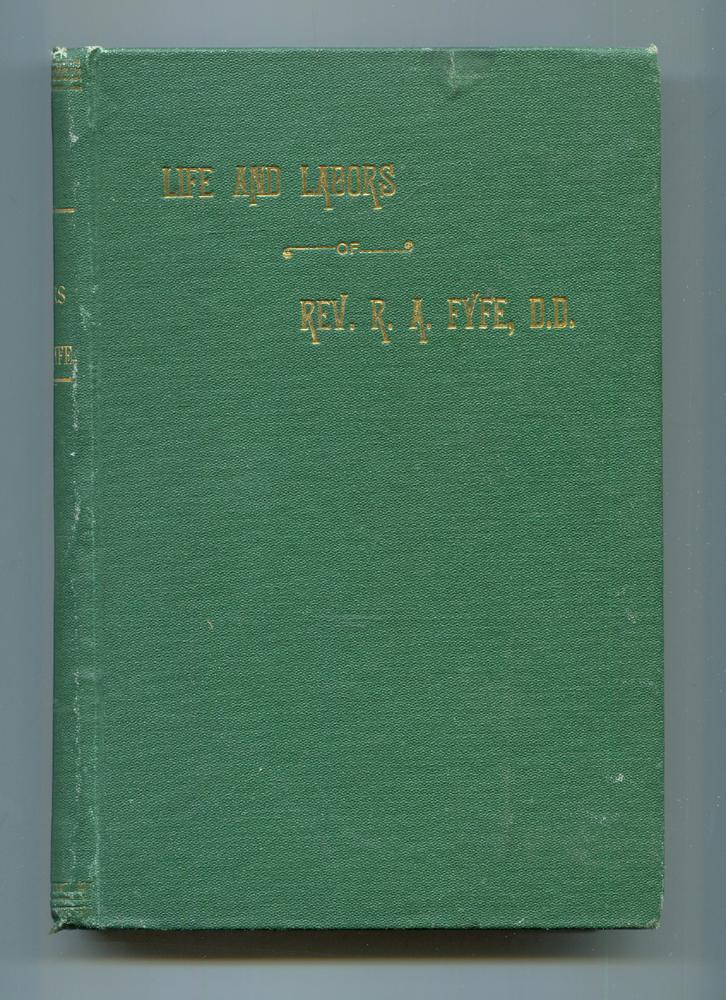 LIFE AND LABORS
OF
REV. R. A. FYFE, D.D.